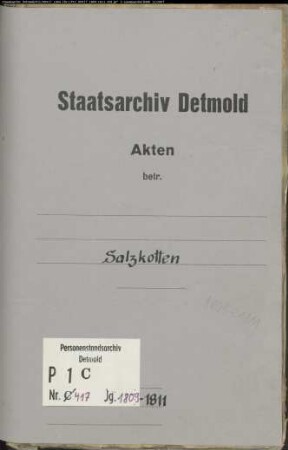 Staatsarchiv Detmold
Akten
betr.
Salzkotten
Personenstandsarchiv
Detmold
P 1 C
Nr. 417 Jg. 1809-1811